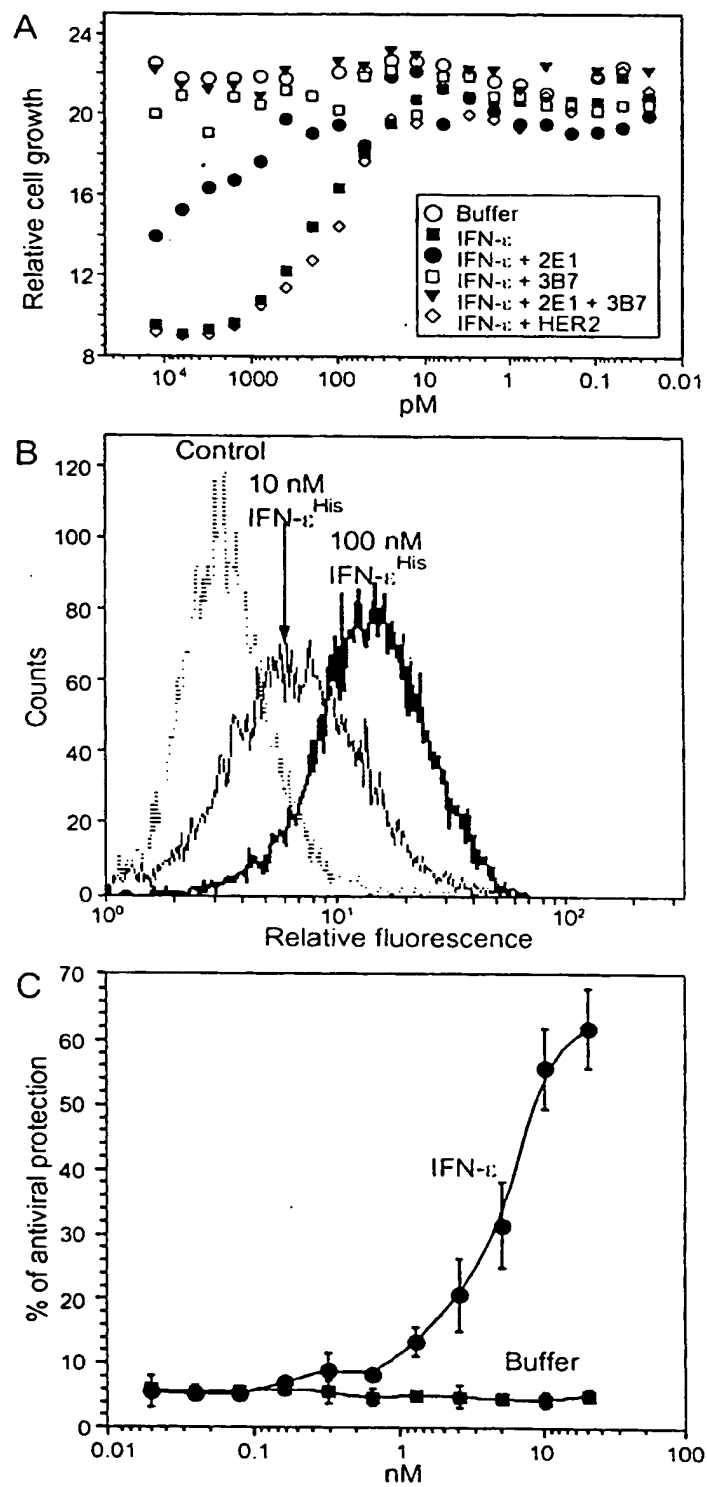 A
24
20
16
12
8
Relative cell growth
Buffer
IFN-ε
IFN-ε + 2E1
IFN-ε + 3B7
IFN-ε + 2E1 + 3B7
IFN-ε + HER2
10⁴ 1000 100 10 1 0.1 0.01
pM
B
120
100
80
60
40
20
0
Counts
Control
10 nM
IFN-εHis
100 nM
IFN-εHis
10⁰ 10¹ 10²
Relative fluorescence
C
70
60
50
40
30
20
10
0
% of antiviral protection
IFN-ε
Buffer
0.01 0.1 1 10 100
nM